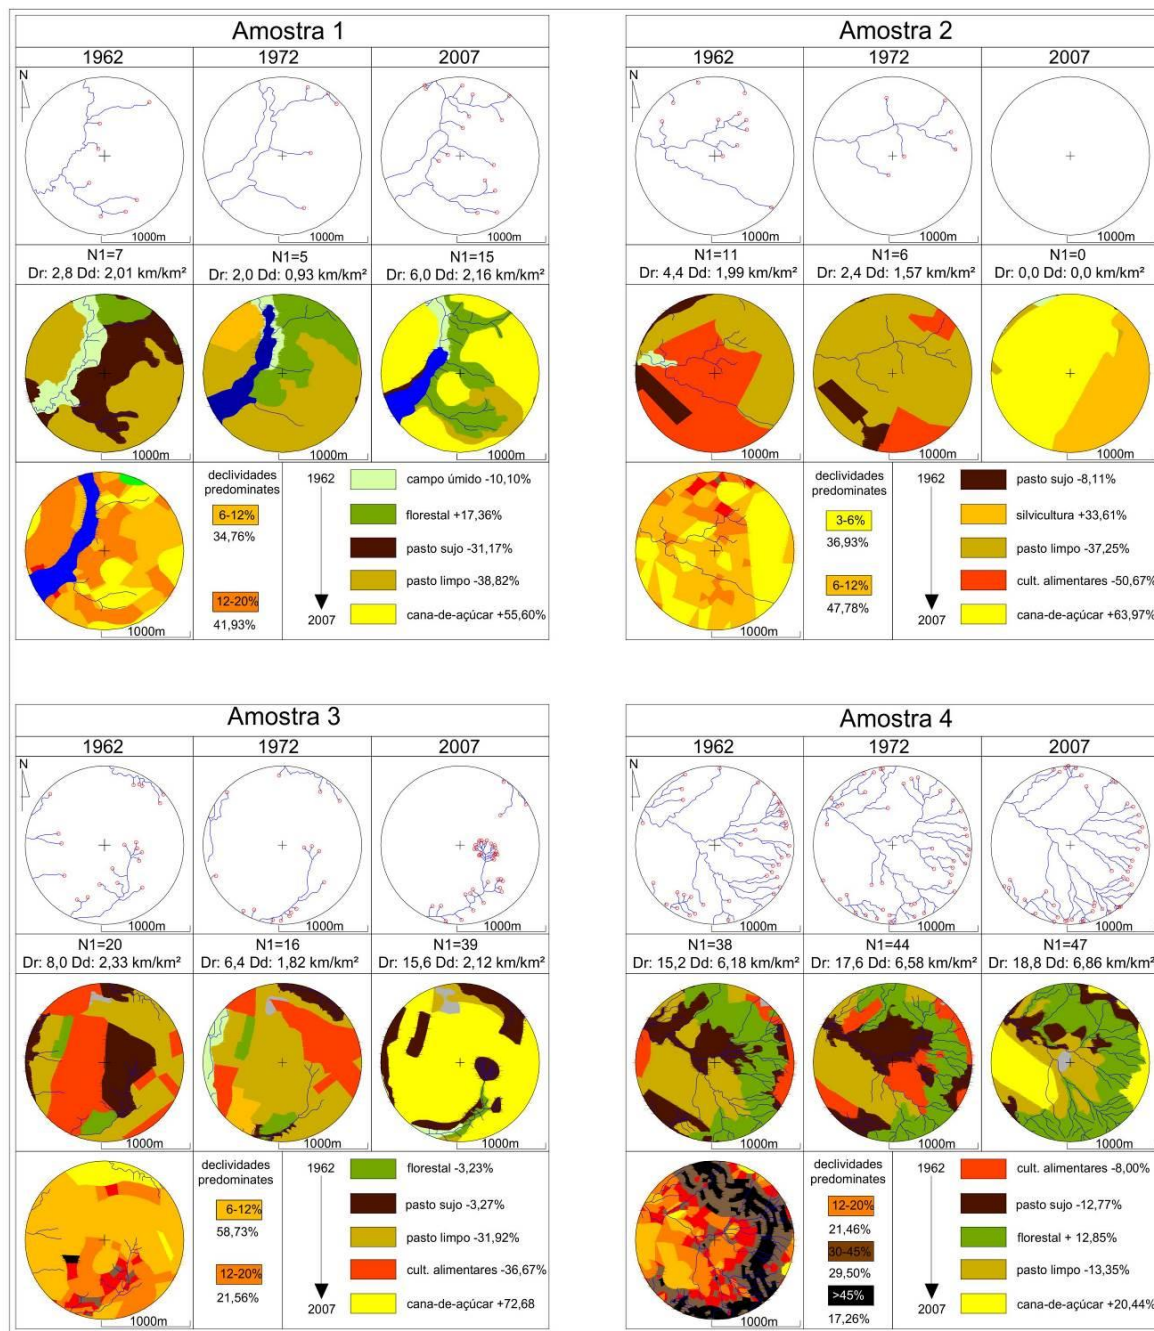 Amostra 1
1962 1972 2007
N
1000m 1000m 1000m
N1=7 N1=5 N1=15
Dr: 2,8 Dd: 2,01 km/km² Dr: 2,0 Dd: 0,93 km/km² Dr: 6,0 Dd: 2,16 km/km²
1000m 1000m 1000m
declividades
predominates
6-12%
34,76%
12-20%
41,93%
1000m
1962
2007
campo úmido -10,10%
florestal +17,36%
pasto sujo -31,17%
pasto limpo -38,82%
cana-de-açúcar +55,60%
Amostra 2
1962 1972 2007
N
1000m 1000m 1000m
N1=11 N1=6 N1=0
Dr: 4,4 Dd: 1,99 km/km² Dr: 2,4 Dd: 1,57 km/km² Dr: 0,0 Dd: 0,0 km/km²
1000m 1000m 1000m
declividades
predominates
3-6%
36,93%
6-12%
47,78%
1000m
1962
2007
pasto sujo -8,11%
silvicultura +33,61%
pasto limpo -37,25%
cult. alimentares -50,67%
cana-de-açúcar +63,97%
Amostra 3
1962 1972 2007
N
1000m 1000m 1000m
N1=20 N1=16 N1=39
Dr: 8,0 Dd: 2,33 km/km² Dr: 6,4 Dd: 1,82 km/km² Dr: 15,6 Dd: 2,12 km/km²
1000m 1000m 1000m
declividades
predominates
6-12%
58,73%
12-20%
21,56%
1000m
1962
2007
florestal -3,23%
pasto sujo -3,27%
pasto limpo -31,92%
cult. alimentares -36,67%
cana-de-açúcar +72,68
Amostra 4
1962 1972 2007
N
1000m 1000m 1000m
N1=38 N1=44 N1=47
Dr: 15,2 Dd: 6,18 km/km² Dr: 17,6 Dd: 6,58 km/km² Dr: 18,8 Dd: 6,86 km/km²
1000m 1000m 1000m
declividades
predominates
12-20%
21,46%
30-45%
29,50%
>45%
17,26%
1000m
1962
2007
cult. alimentares -8,00%
pasto sujo -12,77%
florestal + 12,85%
pasto limpo -13,35%
cana-de-açúcar +20,44%